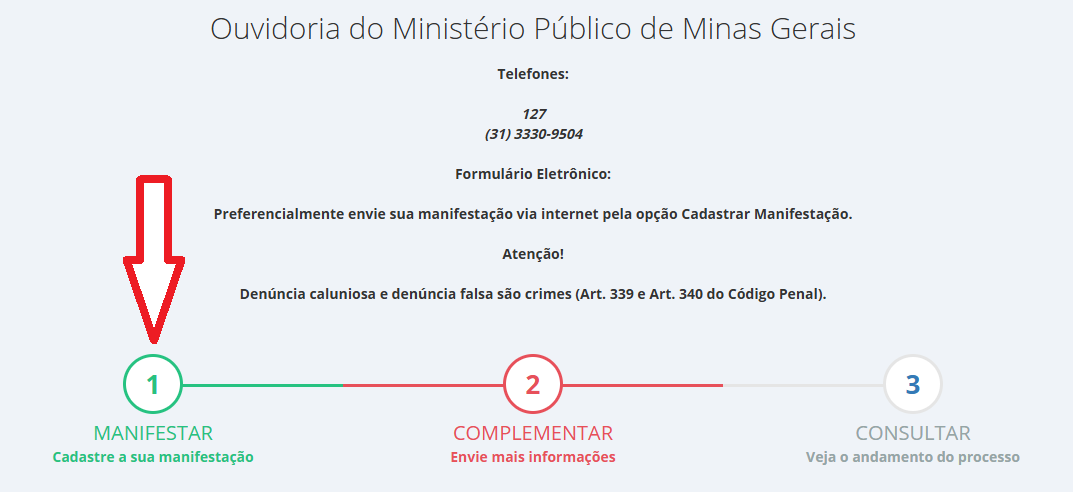 Ouvidoria do Ministério Público de Minas Gerais
Telefones:
127
(31) 3330-9504
Formulário Eletrônico:
Preferencialmente envie sua manifestação via internet pela opção Cadastrar Manifestação.
Atenção!
Denúncia caluniosa e denúncia falsa são crimes (Art. 339 e Art. 340 do Código Penal).
1
2
3
MANIFESTAR
COMPLEMENTAR
CONSULTAR
Cadastre a sua manifestação
Envie mais informações
Veja o andamento do processo